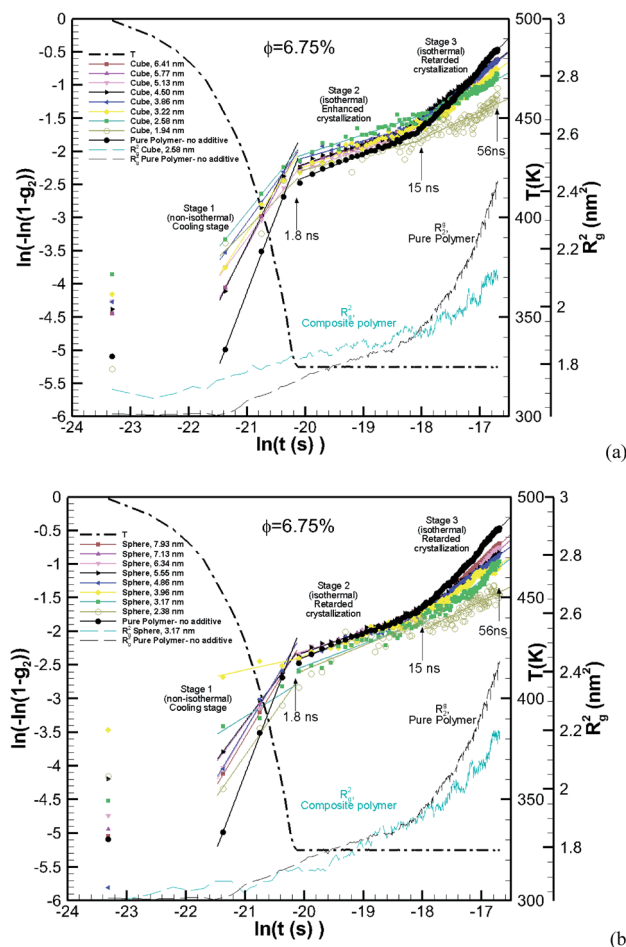 (a)
ϕ=6.75%
T
Cube, 6.41 nm
Cube, 5.77 nm
Cube, 5.13 nm
Cube, 4.50 nm
Cube, 3.86 nm
Cube, 3.22 nm
Cube, 2.58 nm
Cube, 1.94 nm
Pure Polymer- no additive
R²g Cube, 2.58 nm
R²g Pure Polymer- no additive
Stage 1
(non-isothermal)
Cooling stage
Stage 2
(isothermal)
Enhanced
crystallization
Stage 3
(isothermal)
Retarded
crystallization
1.8 ns
15 ns
56ns
R²g,
Pure Polymer
R²g,
Composite polymer
ln(-ln(1-g₂))
0
-0.5
-1
-1.5
-2
-2.5
-3
-3.5
-4
-4.5
-5
-5.5
-6
-24 -23 -22 -21 -20 -19 -18 -17
ln(t (s))
500
450
400
350
300
T(K)
3
2.8
2.6
2.4
2.2
2
1.8
R²g (nm²)
(b
ϕ=6.75%
T
Sphere, 7.93 nm
Sphere, 7.13 nm
Sphere, 6.34 nm
Sphere, 5.55 nm
Sphere, 4.86 nm
Sphere, 3.96 nm
Sphere, 3.17 nm
Sphere, 2.38 nm
Pure Polymer- no additive
R²g Sphere, 3.17 nm
R²g Pure Polymer- no additive
Stage 1
(non-isothermal)
Cooling stage
Stage 2
(isothermal)
Retarded
crystallization
Stage 3
(isothermal)
Retarded
crystallization
1.8 ns
15 ns
56ns
R²g,
Pure Polymer
R²g,
Composite polymer
ln(-ln(1-g₂))
0
-0.5
-1
-1.5
-2
-2.5
-3
-3.5
-4
-4.5
-5
-5.5
-6
-24 -23 -22 -21 -20 -19 -18 -17
ln(t (s))
500
450
400
350
300
T(K)
3
2.8
2.6
2.4
2.2
2
1.8
R²g (nm²)